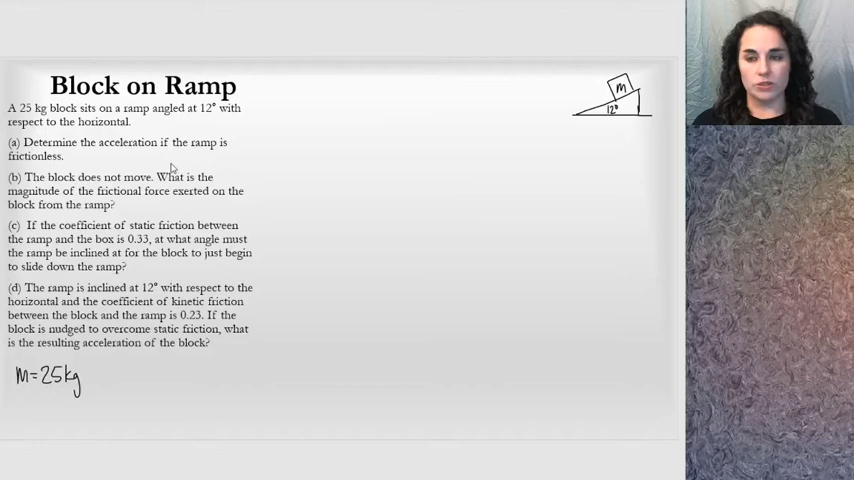 Block on Ramp
A 25 kg block sits on a ramp angled at 12° with
respect to the horizontal.
(a) Determine the acceleration if the ramp is
frictionless.
(b) The block does not move. What is the
magnitude of the frictional force exerted on the
block from the ramp?
(c) If the coefficient of static friction between
the ramp and the box is 0.33, at what angle must
the ramp be inclined at for the block to just begin
to slide down the ramp?
(d) The ramp is inclined at 12° with respect to the
horizontal and the coefficient of kinetic friction
between the block and the ramp is 0.23. If the
block is nudged to overcome static friction, what
is the resulting acceleration of the block?
m=25kg
m
12°